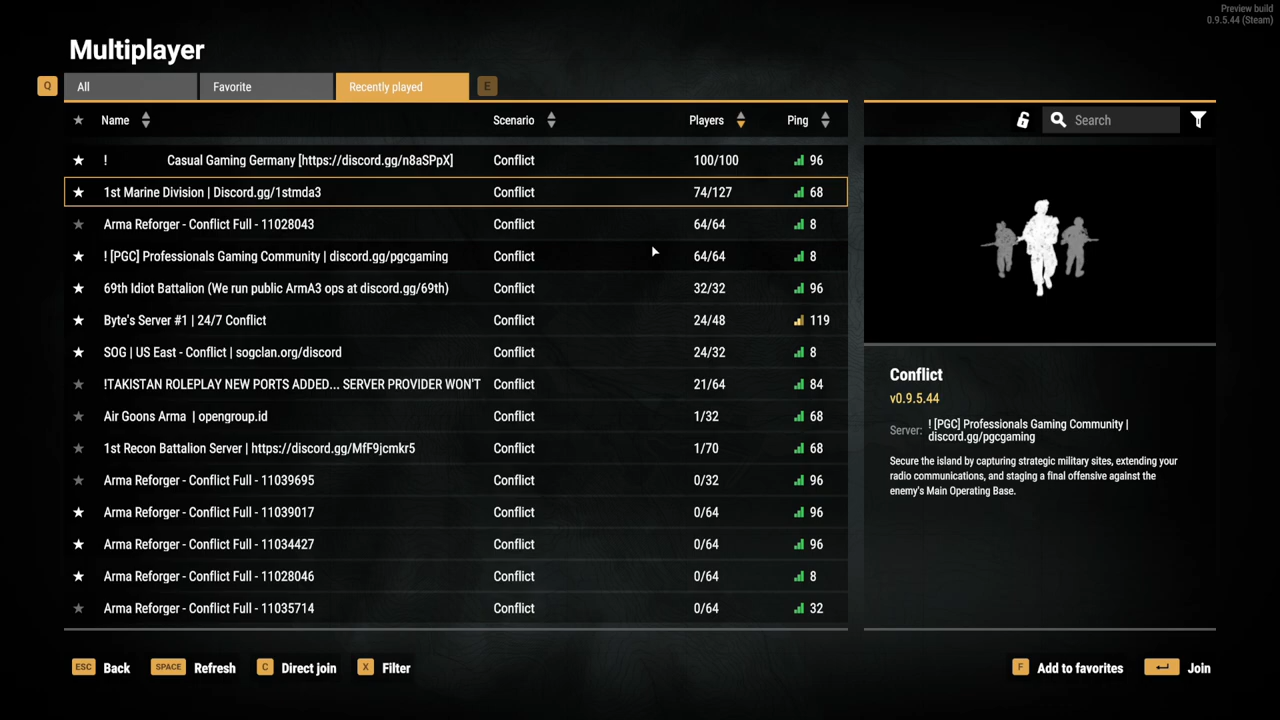 Preview build
0.9.5.44 (Steam)
Multiplayer
Q All Favorite Recently played E
Name Scenario Players Ping Search
! Casual Gaming Germany [https://discord.gg/n8aSPpX] Conflict 100/100 96
1st Marine Division | Discord.gg/1stmda3 Conflict 74/127 68
Arma Reforger - Conflict Full - 11028043 Conflict 64/64 8
! [PGC] Professionals Gaming Community | discord.gg/pgcgaming Conflict 64/64 8
69th Idiot Battalion (We run public ArmA3 ops at discord.gg/69th) Conflict 32/32 96
Byte's Server #1 | 24/7 Conflict Conflict 24/48 119
SOG | US East - Conflict | sogclan.org/discord Conflict 24/32 8
!TAKISTAN ROLEPLAY NEW PORTS ADDED... SERVER PROVIDER WON'T Conflict 21/64 84
Air Goons Arma | opengroup.id Conflict 1/32 68
1st Recon Battalion Server | https://discord.gg/MfF9jcmkr5 Conflict 1/70 68
Arma Reforger - Conflict Full - 11039695 Conflict 0/32 96
Arma Reforger - Conflict Full - 11039017 Conflict 0/64 96
Arma Reforger - Conflict Full - 11034427 Conflict 0/64 96
Arma Reforger - Conflict Full - 11028046 Conflict 0/64 8
Arma Reforger - Conflict Full - 11035714 Conflict 0/64 32
Conflict
v0.9.5.44
Server: ! [PGC] Professionals Gaming Community |
discord.gg/pgcgaming
Secure the island by capturing strategic military sites, extending your
radio communications, and staging a final offensive against the
enemy's Main Operating Base.
ESC Back SPACE Refresh C Direct join X Filter F Add to favorites Join